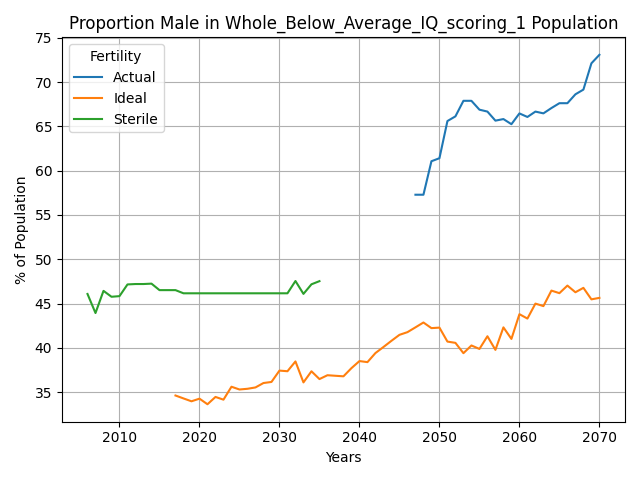 Proportion Male in Whole_Below_Average_IQ_scoring_1 Population
Fertility
Actual
Ideal
Sterile
% of Population
75
70
65
60
55
50
45
40
35
2010
2020
2030
2040
2050
2060
2070
Years